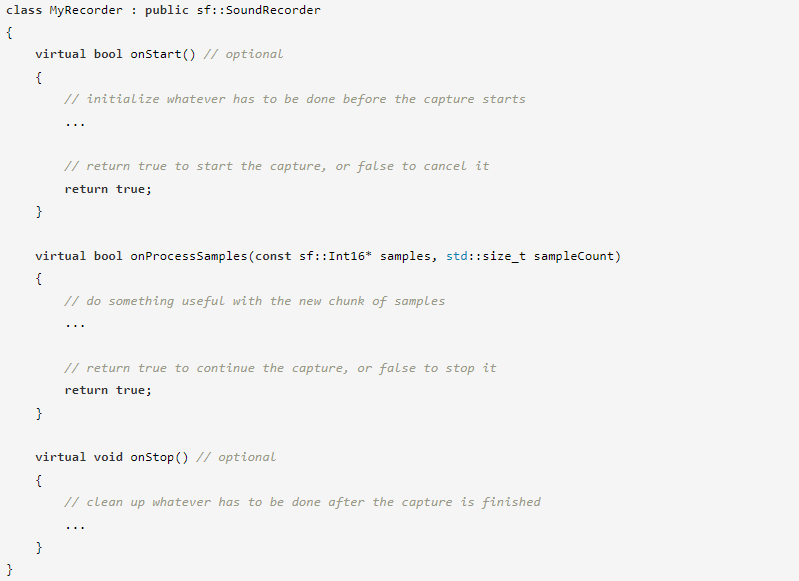 class MyRecorder : public sf::SoundRecorder
{
    virtual bool onStart() // optional
    {
        // initialize whatever has to be done before the capture starts
        ...

        // return true to start the capture, or false to cancel it
        return true;
    }

    virtual bool onProcessSamples(const sf::Int16* samples, std::size_t sampleCount)
    {
        // do something useful with the new chunk of samples
        ...

        // return true to continue the capture, or false to stop it
        return true;
    }

    virtual void onStop() // optional
    {
        // clean up whatever has to be done after the capture is finished
        ...
    }
}